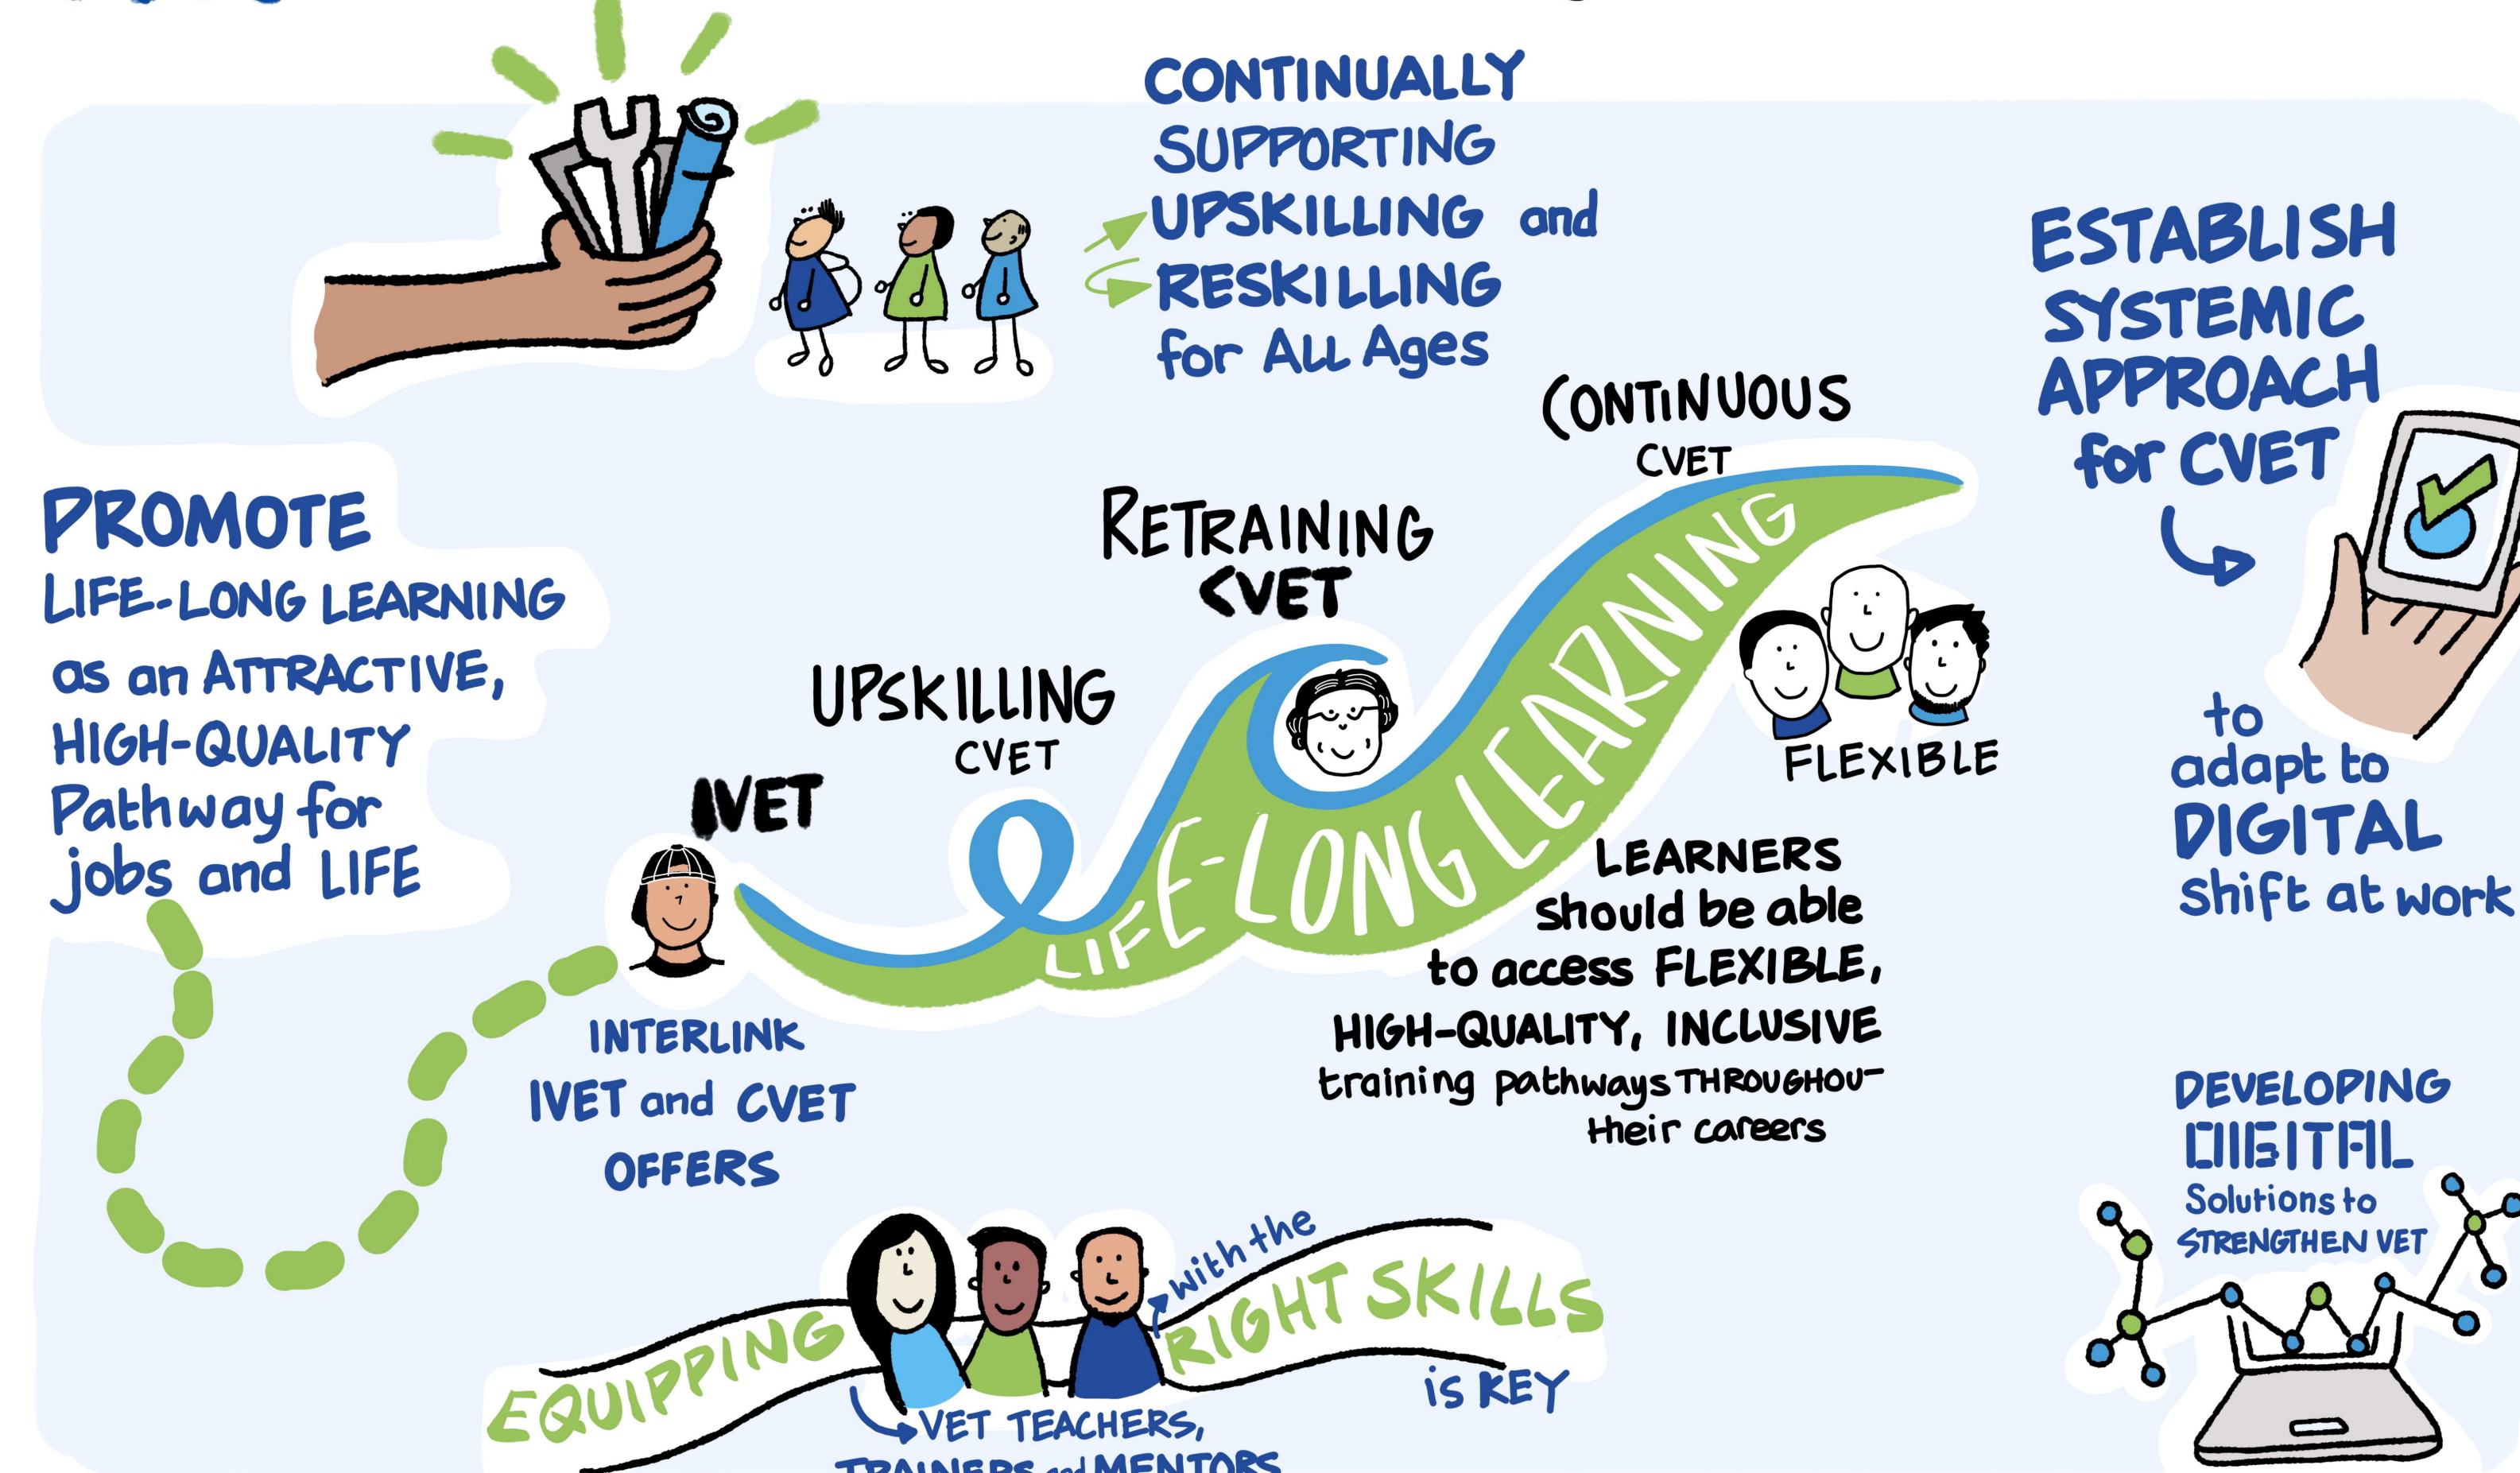 CONTINUALLY
SUPPORTING
UPSKILLING and
RESKILLING
for ALL Ages
ESTABLISH
SYSTEMIC
APPROACH
for CVET
to
adapt to
DIGITAL
shift at work
PROMOTE
LIFE-LONG LEARNING
as an ATTRACTIVE,
HIGH-QUALITY
Pathway for
jobs and LIFE
IVET
UPSKILLING
CVET
RETRAINING
CVET
CONTINUOUS
CVET
LIFE-LONG LEARNING
FLEXIBLE
LEARNERS
should be able
to access FLEXIBLE,
HIGH-QUALITY, INCLUSIVE
training pathways THROUGHOU
their careers
INTERLINK
IVET and CVET
OFFERS
DEVELOPING
DIGITAL
Solutions to
STRENGTHEN VET
EQUIPPING
VET TEACHERS,
TRAINERS and MENTORS
with the
RIGHT SKILLS
is KEY